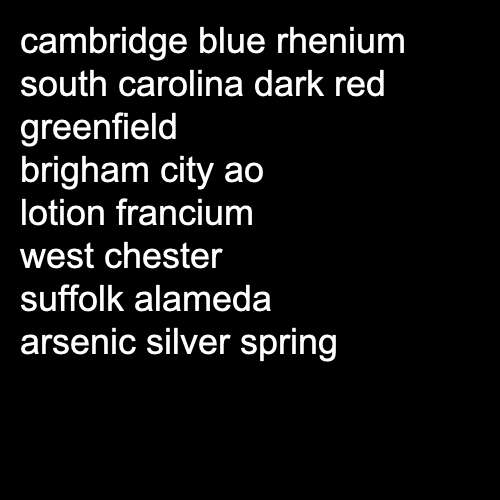 cambridge blue rhenium
south carolina dark red
greenfield
brigham city ao
lotion francium
west chester
suffolk alameda
arsenic silver spring